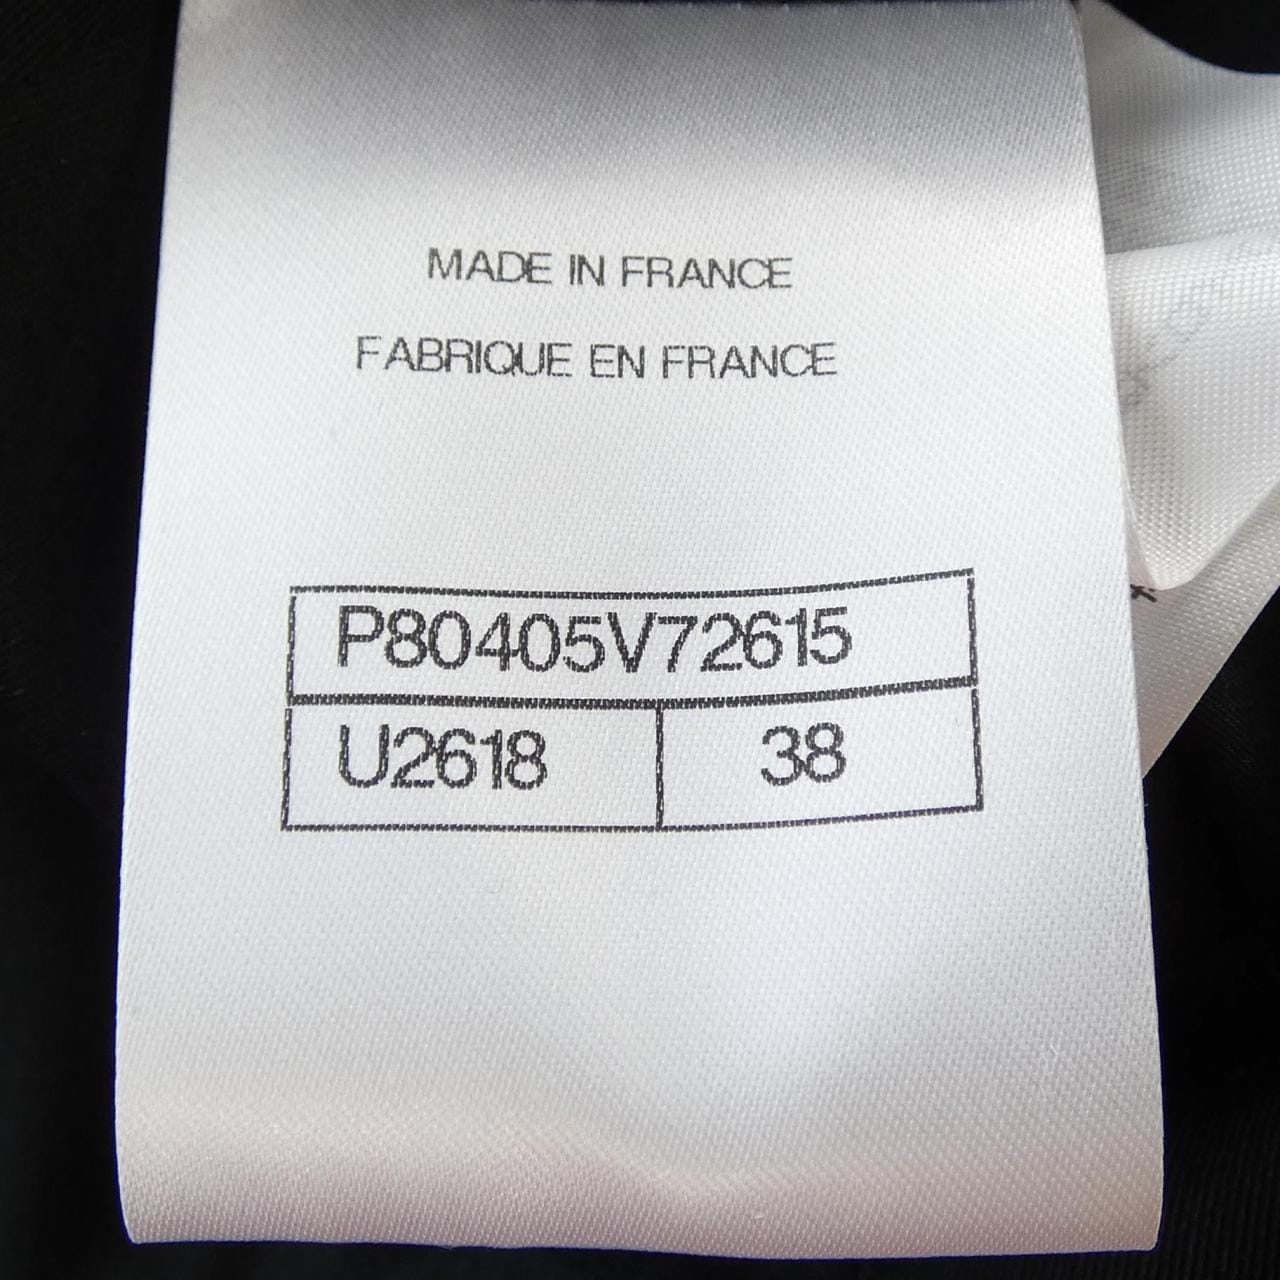 MADE IN FRANCE
FABRIQUE EN FRANCE
P80405V72615
U2618 38